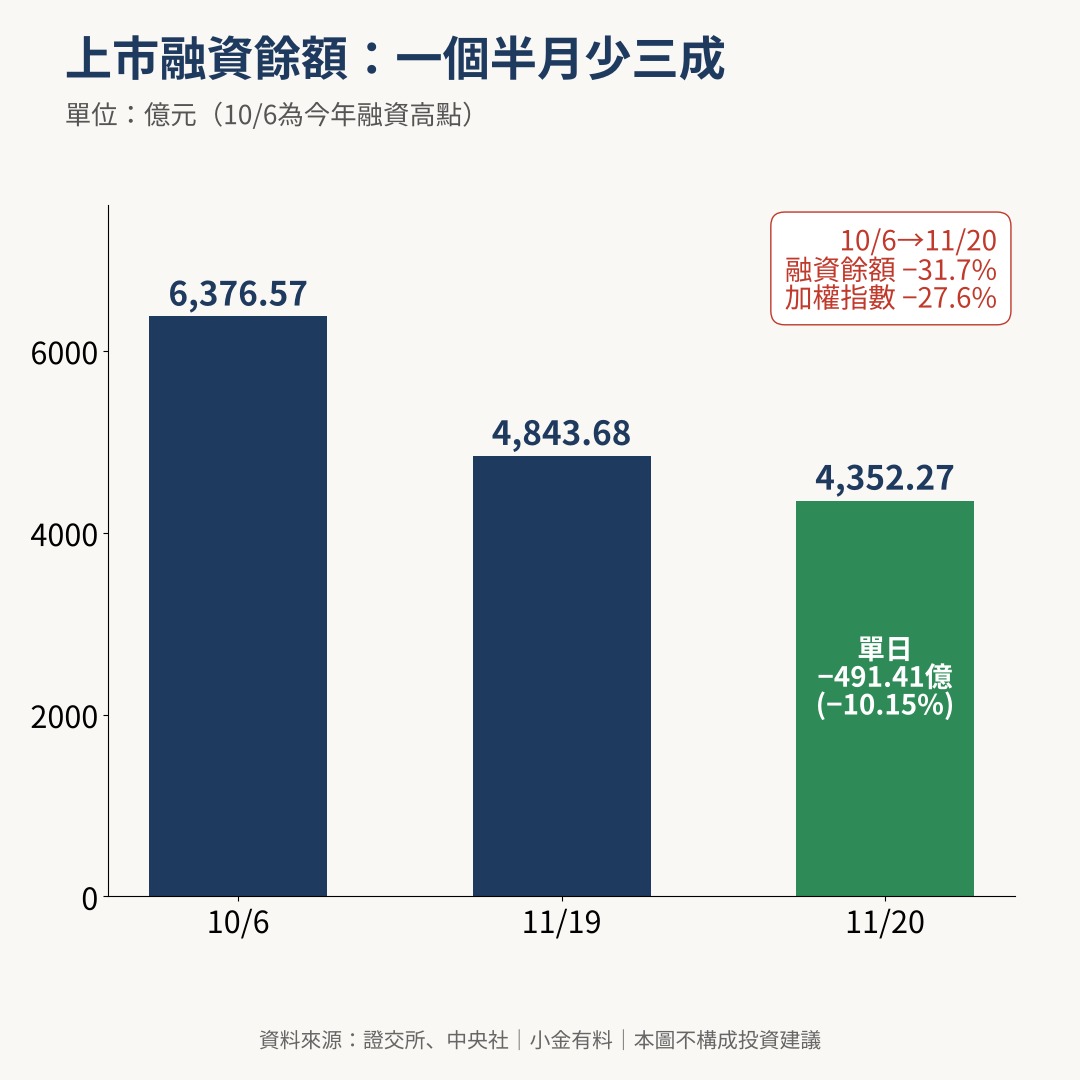 上市融資餘額：一個半月少三成
單位：億元（10/6為今年融資高點）
10/6→11/20
融資餘額 −31.7%
加權指數 −27.6%
6,376.57
4,843.68
4,352.27
單日
−491.41億
(−10.15%)
6000
4000
2000
0
10/6
11/19
11/20
資料來源：證交所、中央社｜小金有料｜本圖不構成投資建議